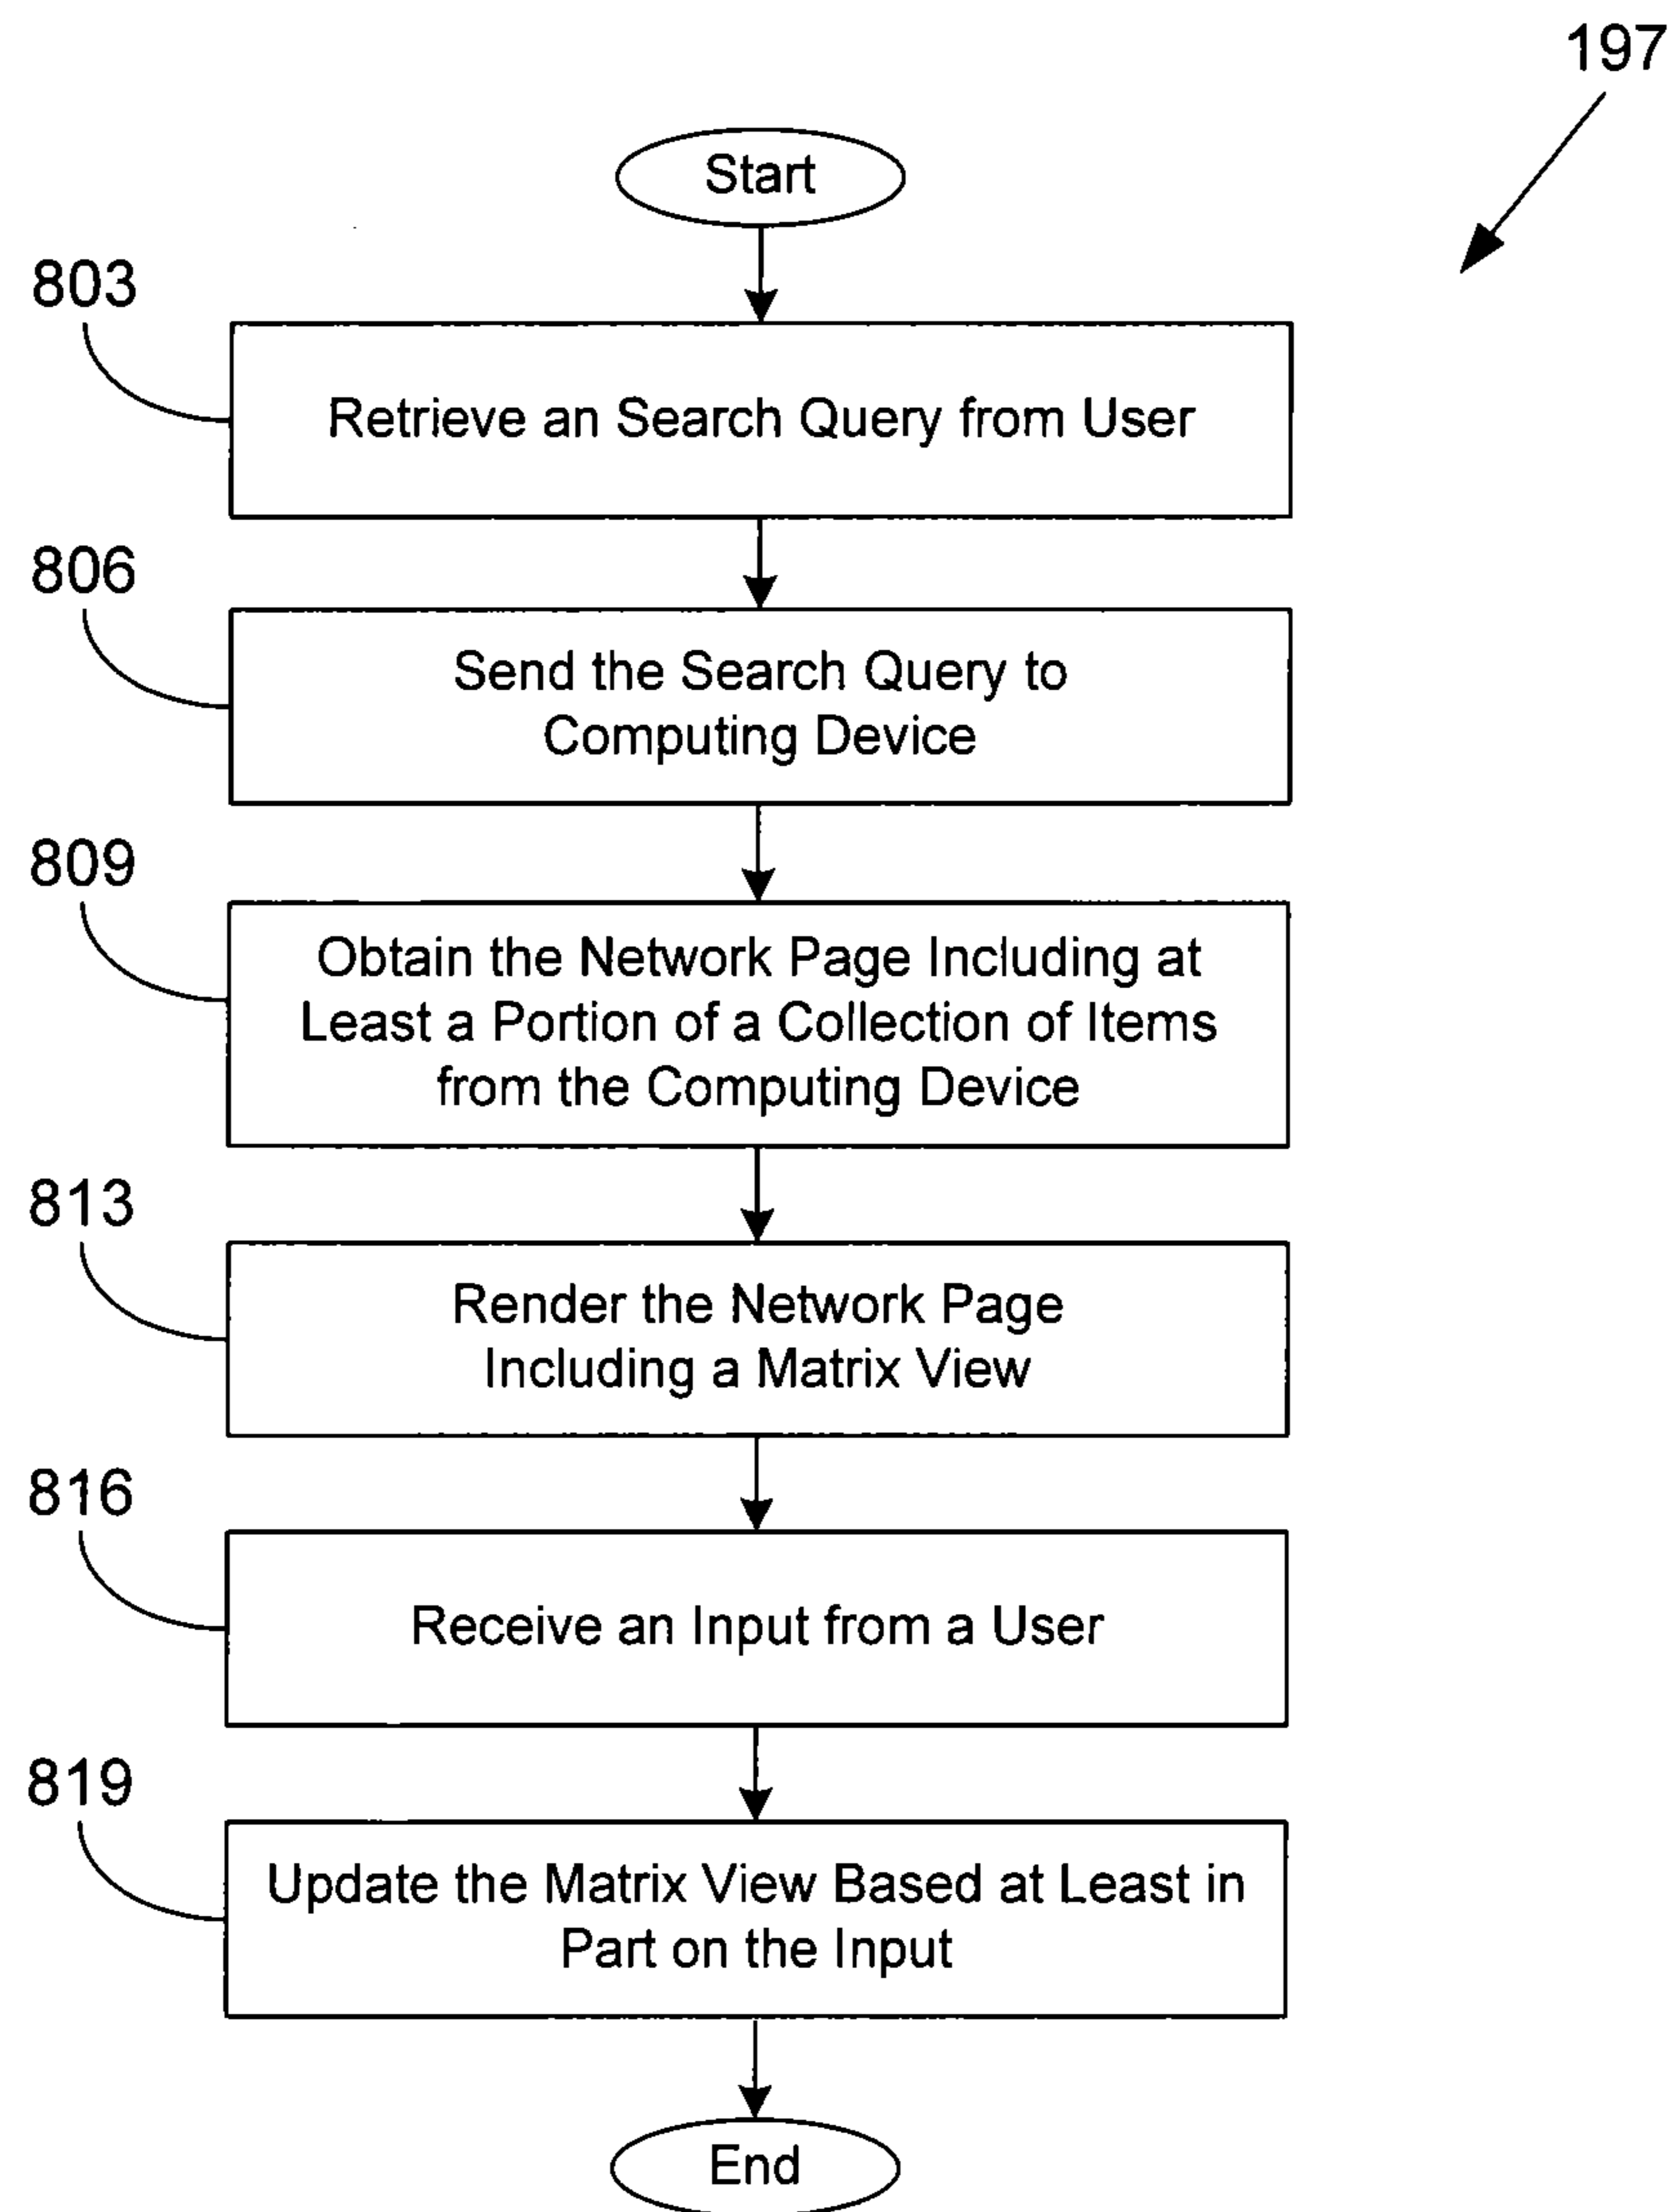 197
Start
803
Retrieve an Search Query from User
806
Send the Search Query to
Computing Device
809
Obtain the Network Page Including at
Least a Portion of a Collection of Items
from the Computing Device
813
Render the Network Page
Including a Matrix View
816
Receive an Input from a User
819
Update the Matrix View Based at Least in
Part on the Input
End